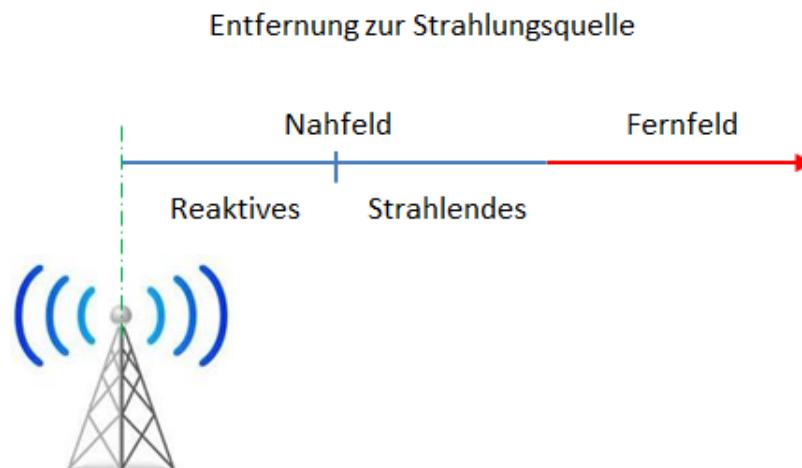 Entfernung zur Strahlungsquelle
Nahfeld Fernfeld
Reaktives Strahlendes